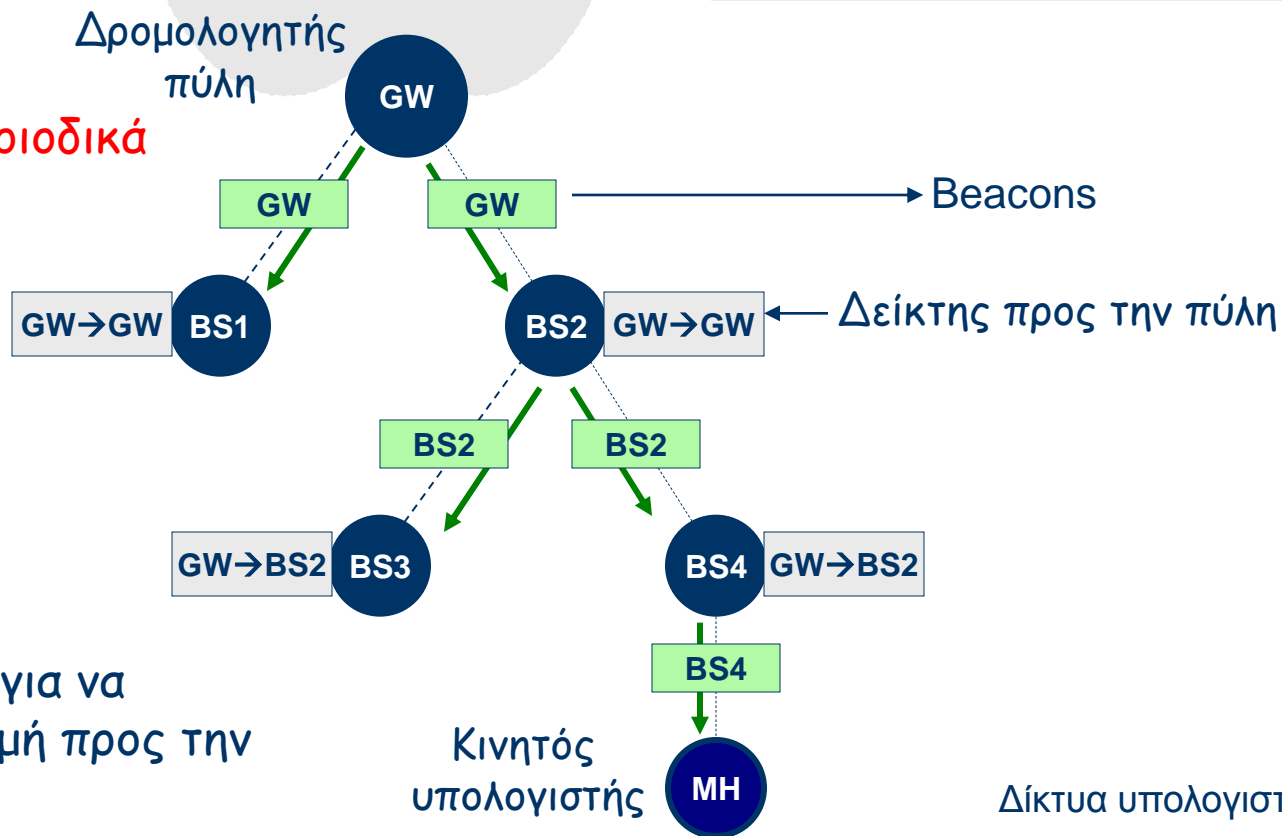 Δρομολογητής
πύλη
GW
ριοδικά
GW
GW
Beacons
GW→GW
BS1
BS2
GW→GW
Δείκτης προς την πύλη
BS2
BS2
GW→BS2
BS3
BS4
GW→BS2
BS4
για να
μή προς την
Κινητός
υπολογιστής
MH
Δίκτυα υπολογιστ